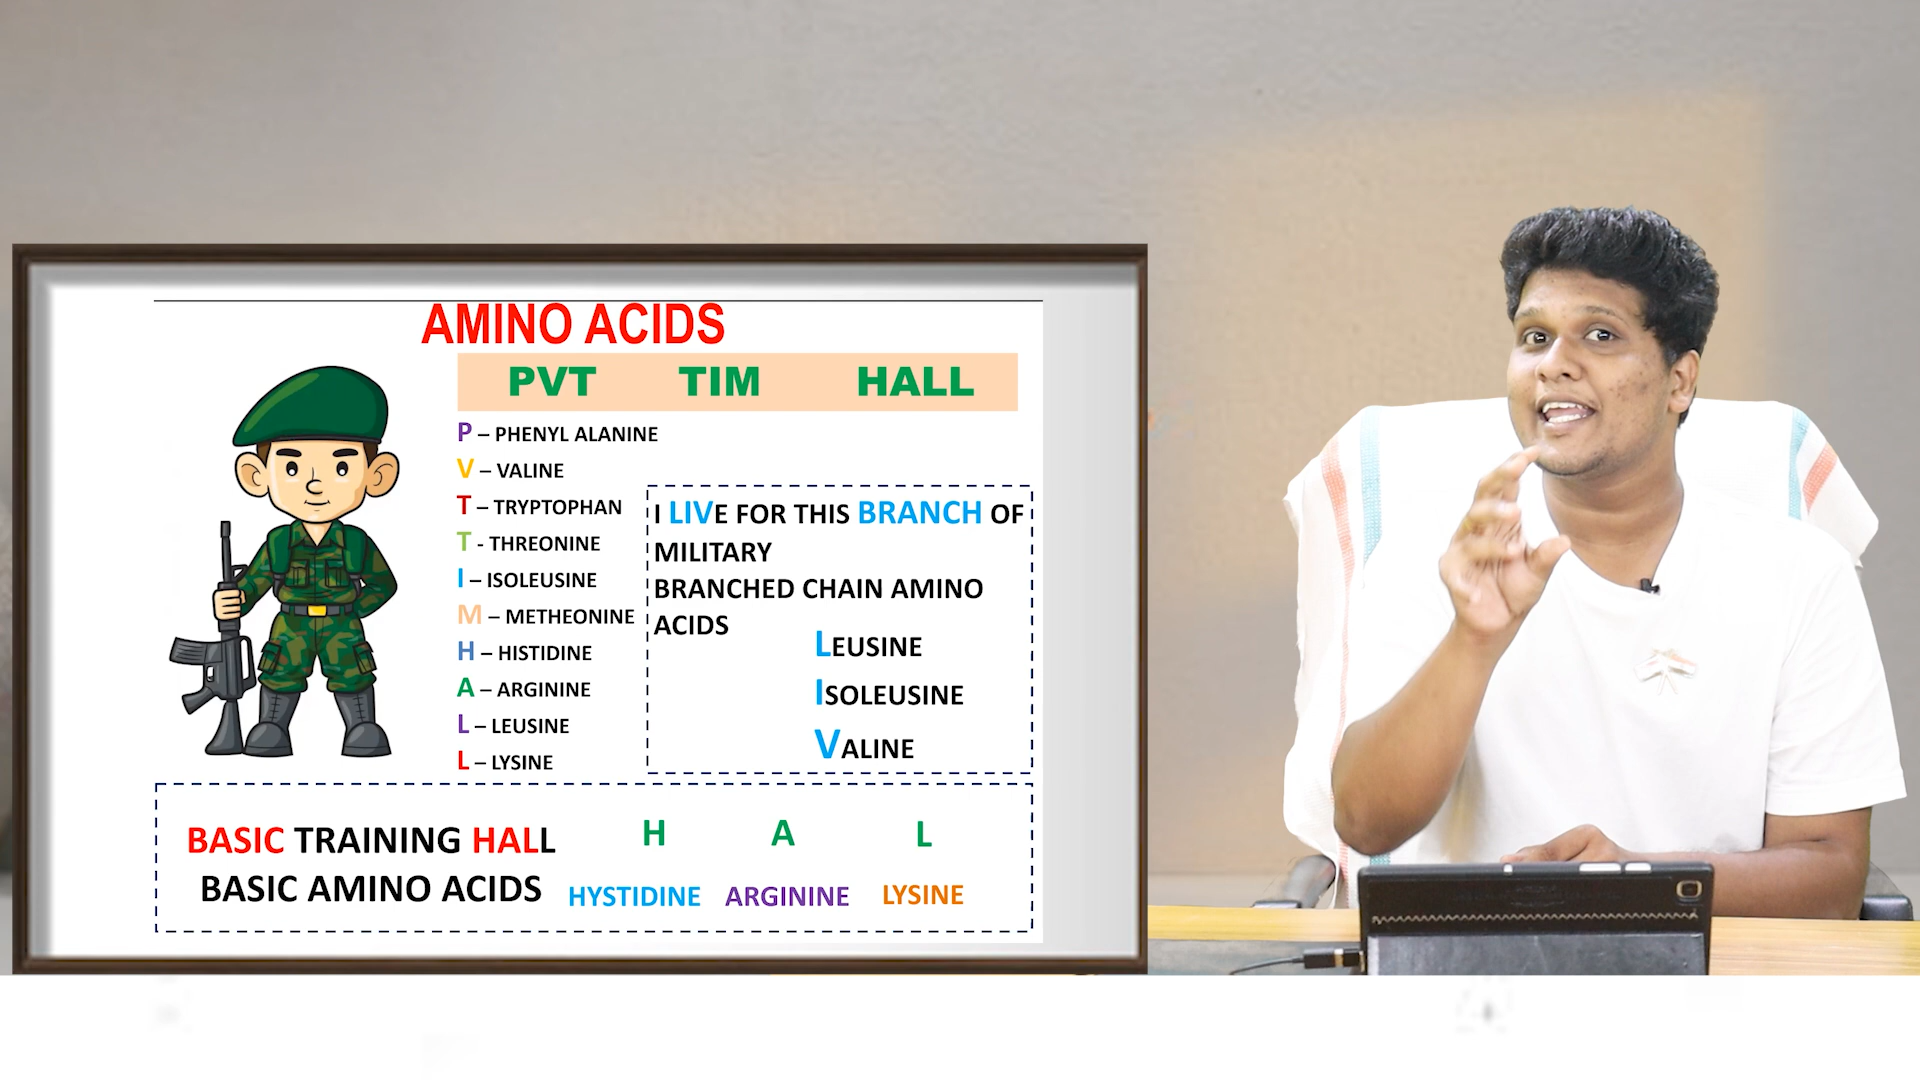 AMINO ACIDS
PVT TIM HALL
P – PHENYL ALANINE
V – VALINE
T – TRYPTOPHAN
T - THREONINE
I – ISOLEUSINE
M – METHEONINE
H – HISTIDINE
A – ARGININE
L – LEUSINE
L – LYSINE
I LIVE FOR THIS BRANCH OF
MILITARY
BRANCHED CHAIN AMINO
ACIDS
LEUSINE
ISOLEUSINE
VALINE
BASIC TRAINING HALL
BASIC AMINO ACIDS
H A L
HYSTIDINE ARGININE LYSINE